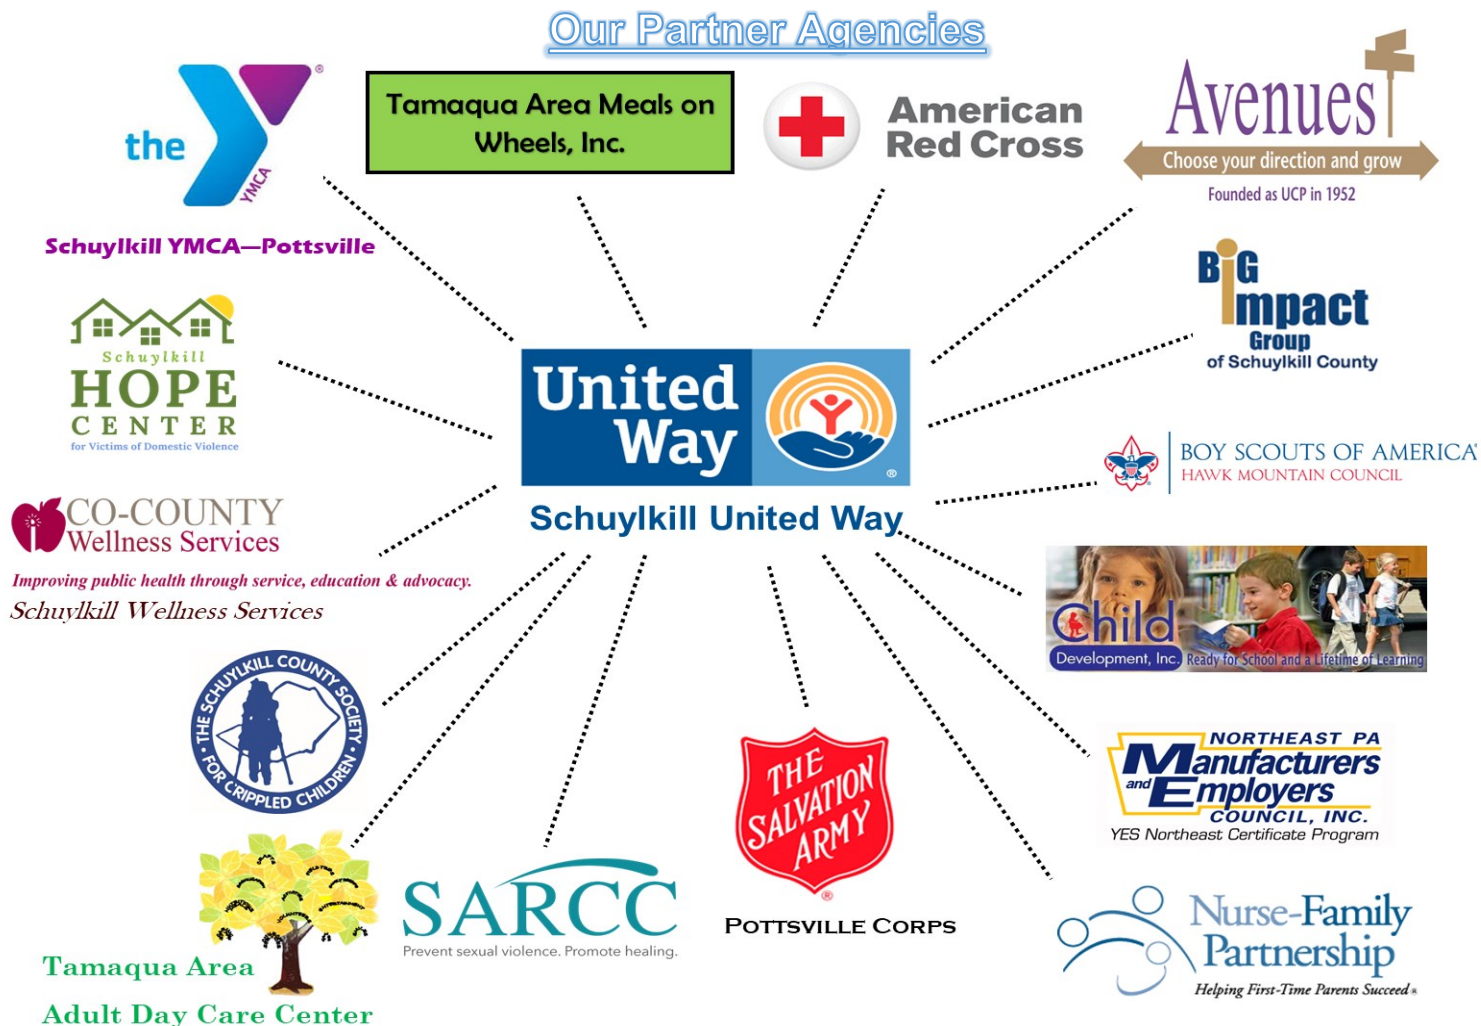 Our Partner Agencies
the
YMCA
®
Schuylkill YMCA—Pottsville
Tamaqua Area Meals on
Wheels, Inc.
American
Red Cross
Avenues
Choose your direction and grow
Founded as UCP in 1952
BiG
impact
Group
of Schuylkill County
Schuylkill
HOPE
CENTER
for Victims of Domestic Violence
United
Way
®
Schuylkill United Way
BOY SCOUTS OF AMERICA
HAWK MOUNTAIN COUNCIL
CO-COUNTY
Wellness Services
Improving public health through service, education & advocacy.
Schuylkill Wellness Services
Child
Development, Inc.
Ready for School and a Lifetime of Learning
THE SCHUYLKILL COUNTY SOCIETY
• FOR CRIPPLED CHILDREN •
THE
SALVATION
ARMY
®
POTTSVILLE CORPS
NORTHEAST PA
Manufacturers
and Employers
COUNCIL, INC.
YES Northeast Certificate Program
Tamaqua Area
Adult Day Care Center
SARCC
Prevent sexual violence. Promote healing.
Nurse-Family
Partnership
Helping First-Time Parents Succeed®